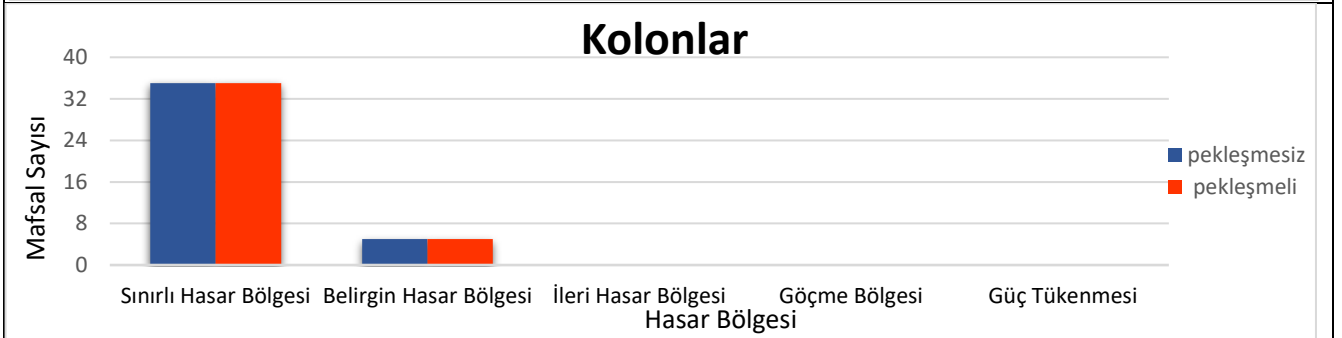 Kolonlar
40
32
24
16
8
0
Mafsal Sayısı
Sınırlı Hasar Bölgesi Belirgin Hasar Bölgesi İleri Hasar Bölgesi Göçme Bölgesi Güç Tükenmesi
Hasar Bölgesi
pekleşmesiz
pekleşmeli